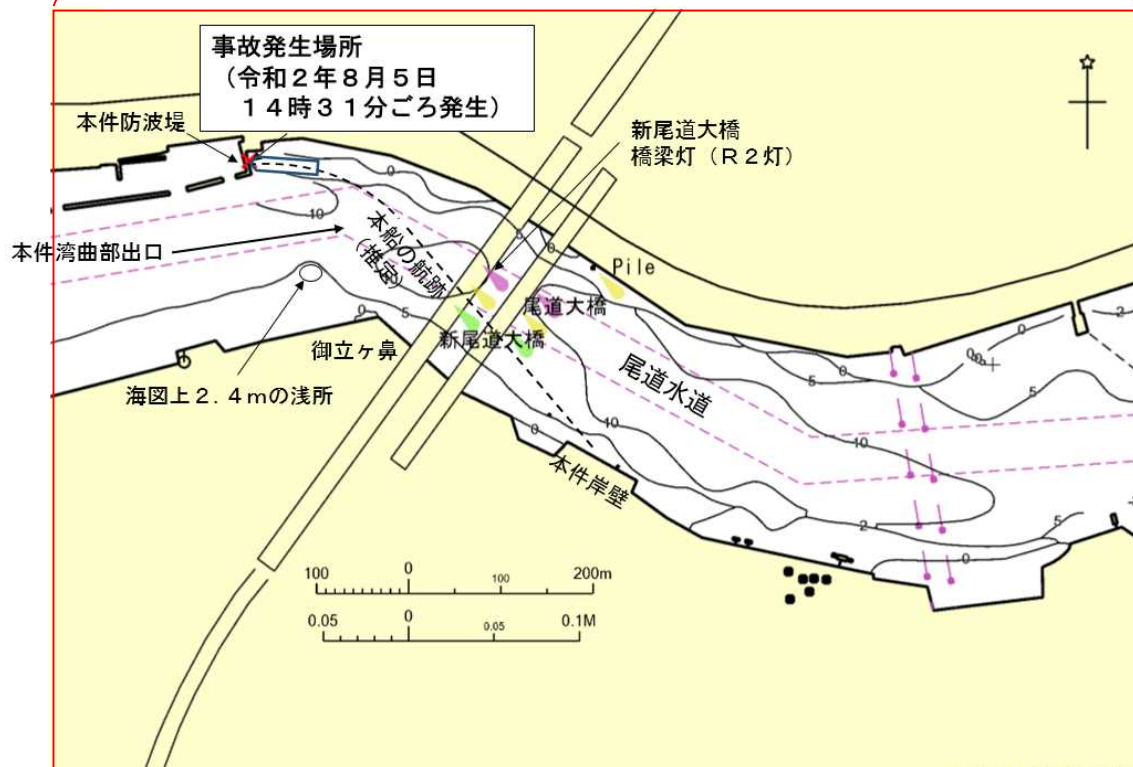 事故発生場所
（令和２年８月５日
１４時３１分ごろ発生）
本件防波堤
新尾道大橋
橋梁灯（Ｒ２灯）
0
10
本件湾曲部出口
本船の航跡
（推定）
5
0
Pile
尾道大橋
新尾道大橋
0
5
御立ヶ鼻
海図上２．４ｍの浅所
尾道水道
5
0
0
2
5
10
10
0
本件岸壁
2
5
0
100 0 100 200m
0.05 0 0.05 0.1M